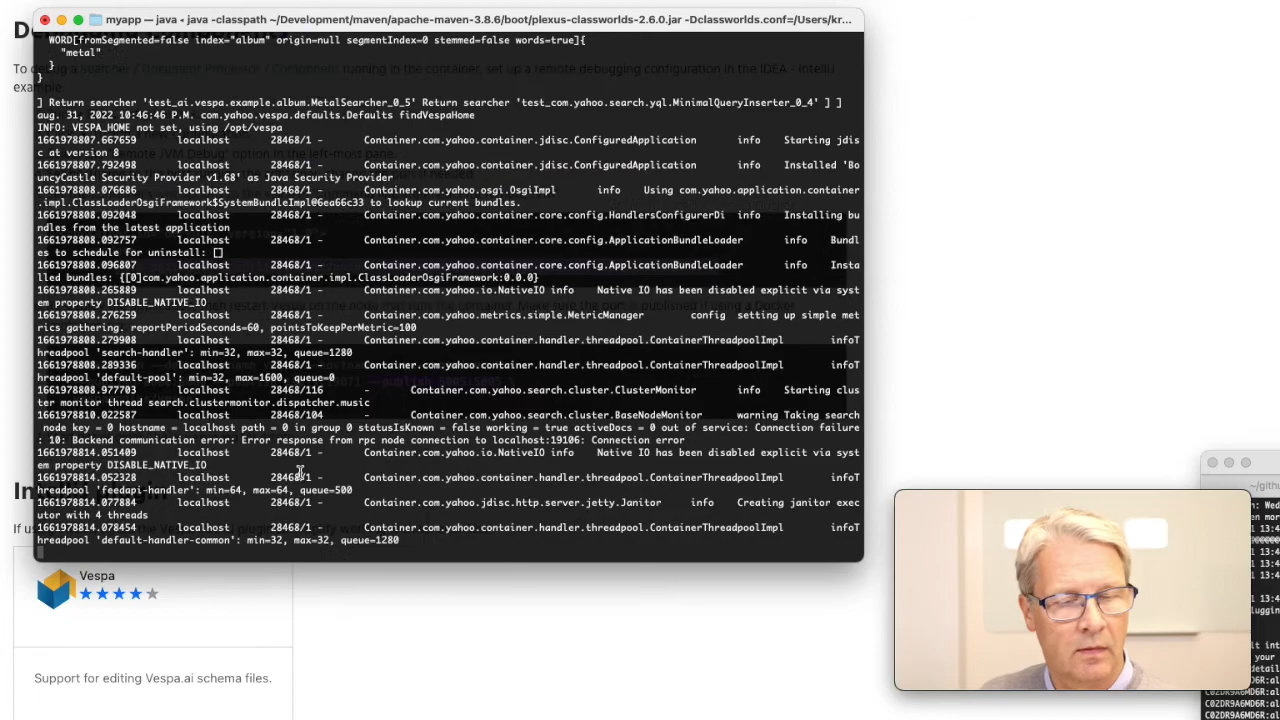 myapp — java ◂ java -classpath ~/Development/maven/apache-maven-3.8.6/boot/plexus-classworlds-2.6.0.jar -Dclassworlds.conf=/Users/kr...
WORD[fromSegmented=false index="album" origin=null segmentIndex=0 stemmed=false words=true]{
"metal"
}
}
] Return searcher 'test_ai.vespa.example.album.MetalSearcher_0_5' Return searcher 'test_com.yahoo.search.yql.MinimalQueryInserter_0_4' ] ]
aug. 31, 2022 10:46:46 P.M. com.yahoo.vespa.defaults.Defaults findVespaHome
INFO: VESPA_HOME not set, using /opt/vespa
1661978807.667659 localhost 28468/1 - Container.com.yahoo.container.jdisc.ConfiguredApplication info Starting jdis
c at version 8
1661978807.792498 localhost 28468/1 - Container.com.yahoo.container.jdisc.ConfiguredApplication info Installed 'Bo
uncyCastle Security Provider v1.68' as Java Security Provider
1661978808.076686 localhost 28468/1 - Container.com.yahoo.osgi.OsgiImpl info Using com.yahoo.application.container
.impl.ClassLoaderOsgiFramework$SystemBundleImpl@6ea66c33 to lookup current bundles.
1661978808.092048 localhost 28468/1 - Container.com.yahoo.container.core.config.HandlersConfigurerDi info Installing bu
ndles from the latest application
1661978808.092757 localhost 28468/1 - Container.com.yahoo.container.core.config.ApplicationBundleLoader info Bundl
es to schedule for uninstall: []
1661978808.096807 localhost 28468/1 - Container.com.yahoo.container.core.config.ApplicationBundleLoader info Insta
lled bundles: {[0]com.yahoo.application.container.impl.ClassLoaderOsgiFramework:0.0.0}
1661978808.265889 localhost 28468/1 - Container.com.yahoo.io.NativeIO info Native IO has been disabled explicit via syst
em property DISABLE_NATIVE_IO
1661978808.276259 localhost 28468/1 - Container.com.yahoo.metrics.simple.MetricManager config setting up simple met
rics gathering. reportPeriodSeconds=60, pointsToKeepPerMetric=100
1661978808.279908 localhost 28468/1 - Container.com.yahoo.container.handler.threadpool.ContainerThreadpoolImpl infoT
hreadpool 'search-handler': min=32, max=32, queue=1280
1661978808.289336 localhost 28468/1 - Container.com.yahoo.container.handler.threadpool.ContainerThreadpoolImpl infoT
hreadpool 'default-pool': min=32, max=1600, queue=0
1661978808.977703 localhost 28468/116 - Container.com.yahoo.search.cluster.ClusterMonitor info Starting clus
ter monitor thread search.clustermonitor.dispatcher.music
1661978810.022587 localhost 28468/104 - Container.com.yahoo.search.cluster.BaseNodeMonitor warning Taking search
node key = 0 hostname = localhost path = 0 in group 0 statusIsKnown = false working = true activeDocs = 0 out of service: Connection failure
: 10: Backend communication error: Error response from rpc node connection to localhost:19106: Connection error
1661978814.051409 localhost 28468/1 - Container.com.yahoo.io.NativeIO info Native IO has been disabled explicit via syst
em property DISABLE_NATIVE_IO
1661978814.052328 localhost 28468/1 - Container.com.yahoo.container.handler.threadpool.ContainerThreadpoolImpl infoT
hreadpool 'feedapi-handler': min=64, max=64, queue=500
1661978814.077884 localhost 28468/1 - Container.com.yahoo.jdisc.http.server.jetty.Janitor info Creating janitor exec
utor with 4 threads
1661978814.078454 localhost 28468/1 - Container.com.yahoo.container.handler.threadpool.ContainerThreadpoolImpl infoT
hreadpool 'default-handler-common': min=32, max=32, queue=1280
Vespa
Support for editing Vespa.ai schema files.